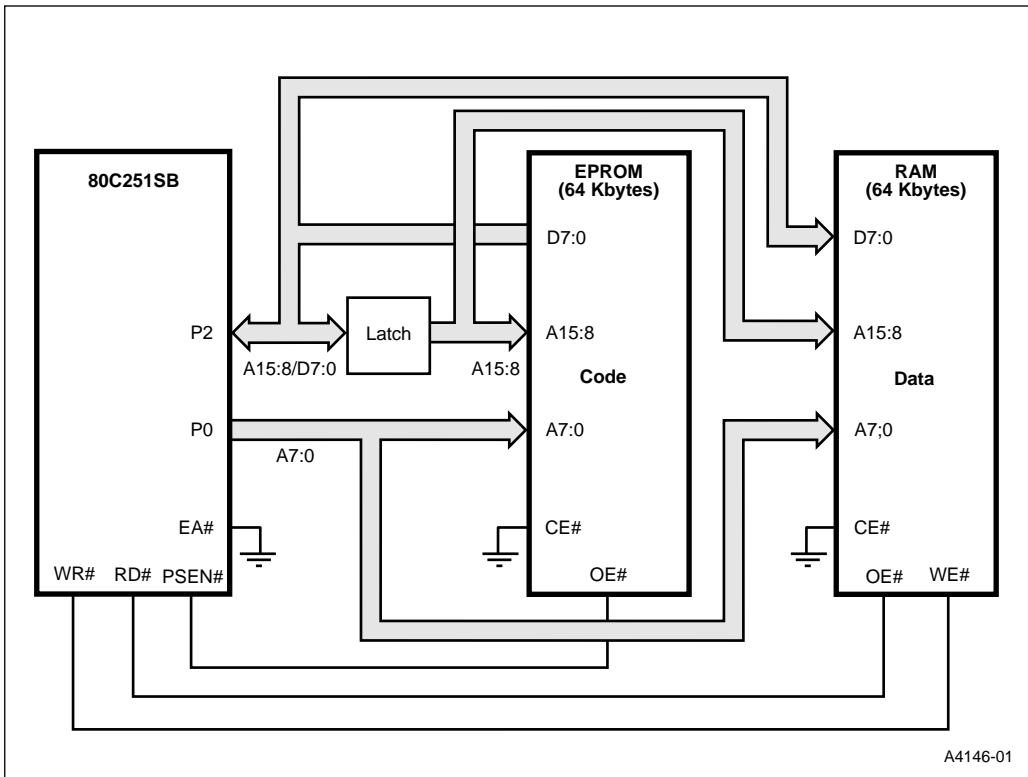 80C251SB
P2
A15:8/D7:0
P0
A7:0
EA#
WR#
RD#
PSEN#
Latch
A15:8
EPROM
(64 Kbytes)
D7:0
A15:8
Code
A7:0
CE#
OE#
RAM
(64 Kbytes)
D7:0
A15:8
Data
A7;0
CE#
OE#
WE#
A4146-01